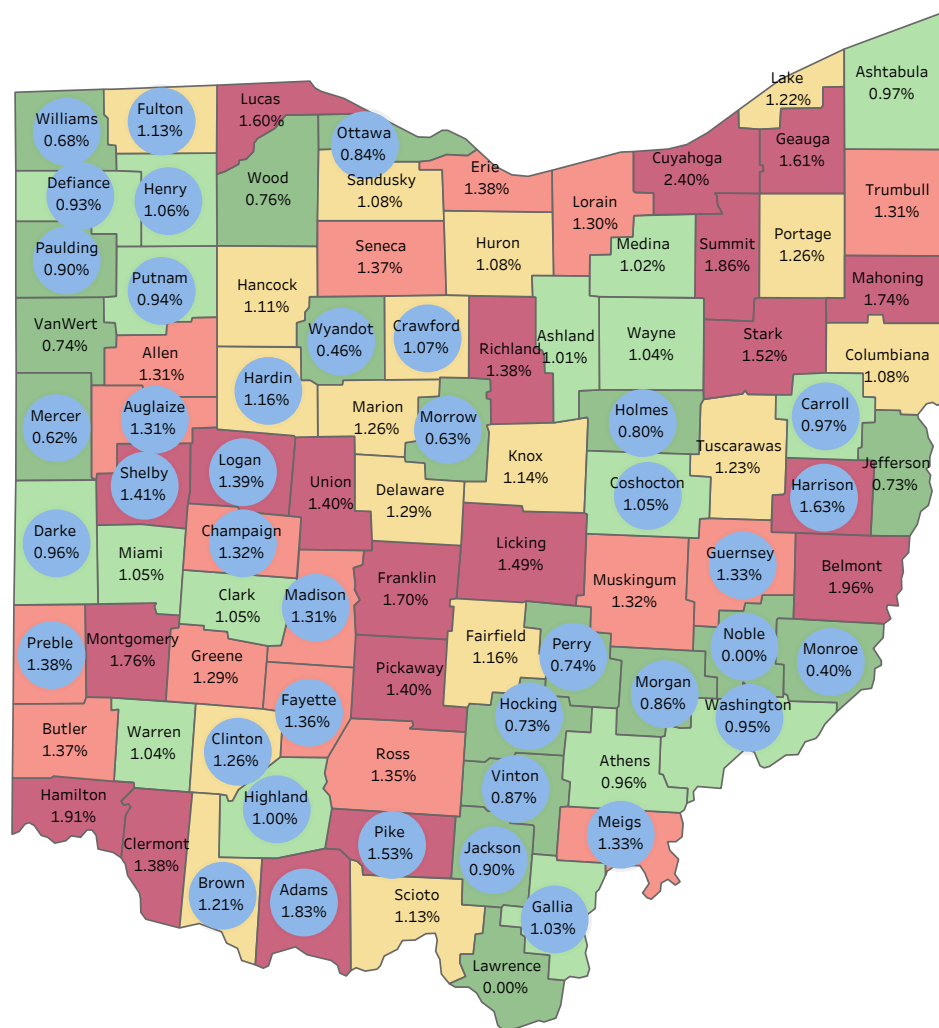 Ashtabula
0.97%
Lake
1.22%
Lucas
1.60%
Fulton
1.13%
Williams
0.68%
Ottawa
0.84%
Geauga
1.61%
Cuyahoga
2.40%
Erie
1.38%
Wood
0.76%
Sandusky
1.08%
Defiance
0.93%
Henry
1.06%
Trumbull
1.31%
Lorain
1.30%
Portage
1.26%
Seneca
1.37%
Huron
1.08%
Medina
1.02%
Summit
1.86%
Paulding
0.90%
Putnam
0.94%
Hancock
1.11%
Mahoning
1.74%
VanWert
0.74%
Wyandot
0.46%
Crawford
1.07%
Richland
1.38%
Ashland
1.01%
Wayne
1.04%
Stark
1.52%
Allen
1.31%
Columbiana
1.08%
Hardin
1.16%
Mercer
0.62%
Auglaize
1.31%
Marion
1.26%
Morrow
0.63%
Holmes
0.80%
Carroll
0.97%
Tuscarawas
1.23%
Knox
1.14%
Shelby
1.41%
Logan
1.39%
Union
1.40%
Delaware
1.29%
Coshocton
1.05%
Harrison
1.63%
Jefferson
0.73%
Darke
0.96%
Miami
1.05%
Champaign
1.32%
Licking
1.49%
Guernsey
1.33%
Belmont
1.96%
Muskingum
1.32%
Franklin
1.70%
Clark
1.05%
Madison
1.31%
Preble
1.38%
Montgomery
1.76%
Greene
1.29%
Fairfield
1.16%
Perry
0.74%
Noble
0.00%
Monroe
0.40%
Pickaway
1.40%
Morgan
0.86%
Fayette
1.36%
Hocking
0.73%
Washington
0.95%
Butler
1.37%
Warren
1.04%
Clinton
1.26%
Ross
1.35%
Athens
0.96%
Vinton
0.87%
Hamilton
1.91%
Highland
1.00%
Meigs
1.33%
Pike
1.53%
Clermont
1.38%
Jackson
0.90%
Brown
1.21%
Adams
1.83%
Scioto
1.13%
Gallia
1.03%
Lawrence
0.00%